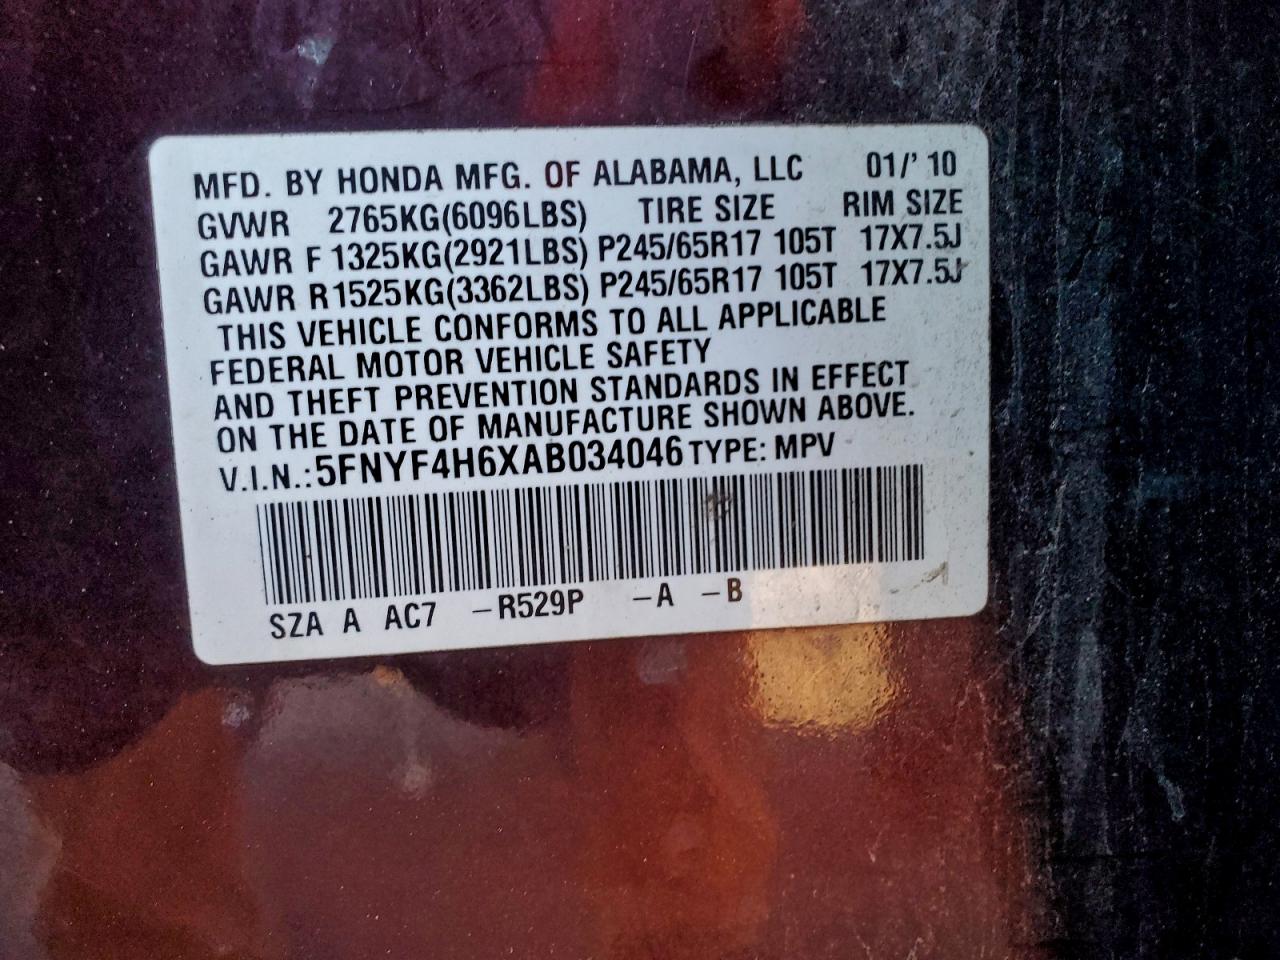 MFD. BY HONDA MFG. OF ALABAMA, LLC 01/' 10
GVWR 2765KG(6096LBS) TIRE SIZE RIM SIZE
GAWR F 1325KG(2921LBS) P245/65R17 105T 17X7.5J
GAWR R 1525KG(3362LBS) P245/65R17 105T 17X7.5J
THIS VEHICLE CONFORMS TO ALL APPLICABLE
FEDERAL MOTOR VEHICLE SAFETY
AND THEFT PREVENTION STANDARDS IN EFFECT
ON THE DATE OF MANUFACTURE SHOWN ABOVE.
V.I.N.: 5FNYF4H6XAB034046 TYPE: MPV
SZA A AC7 -R529P -A -B